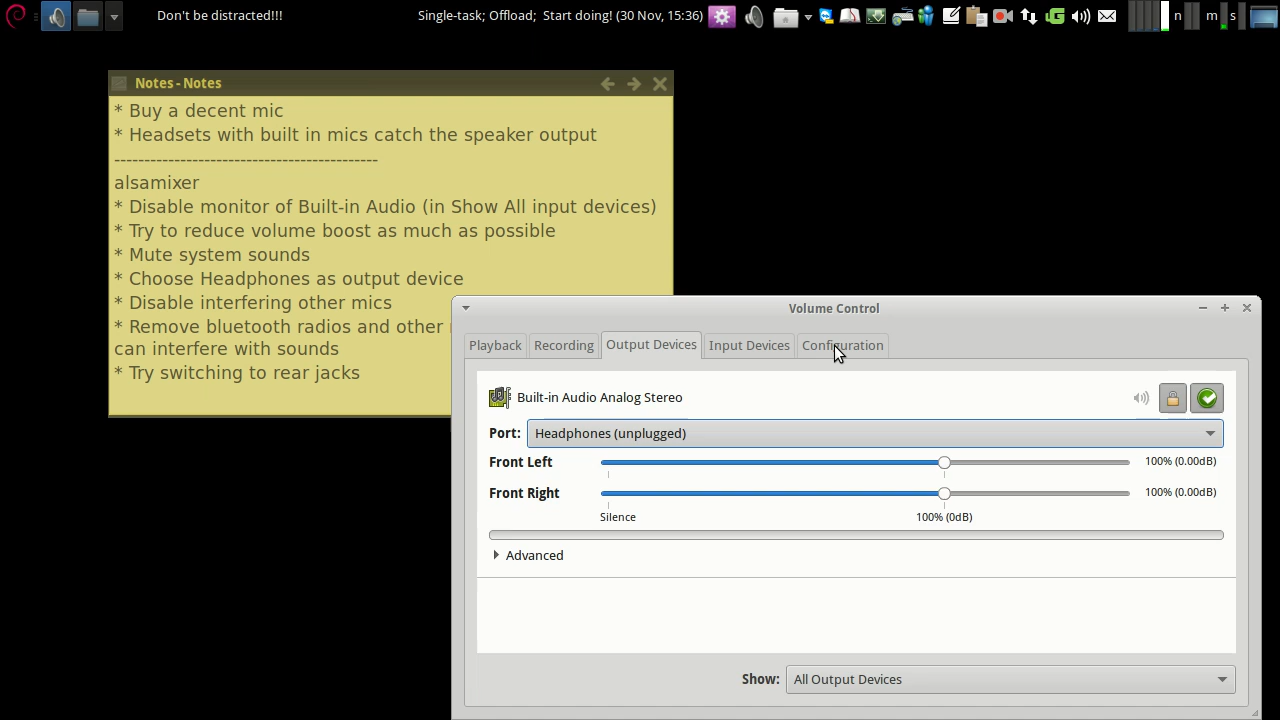 Don't be distracted!!!
Single-task; Offload;  Start doing! (30 Nov, 15:36)
n
m
s
Notes - Notes
* Buy a decent mic
* Headsets with built in mics catch the speaker output
--------------------------------------------
alsamixer
* Disable monitor of Built-in Audio (in Show All input devices)
* Try to reduce volume boost as much as possible
* Mute system sounds
* Choose Headphones as output device
* Disable interfering other mics
* Remove bluetooth radios and other
can interfere with sounds
* Try switching to rear jacks
Volume Control
Playback
Recording
Output Devices
Input Devices
Configuration
Built-in Audio Analog Stereo
Port:
Headphones (unplugged)
Front Left
100% (0.00dB)
Front Right
100% (0.00dB)
Silence
100% (0dB)
Advanced
Show:
All Output Devices